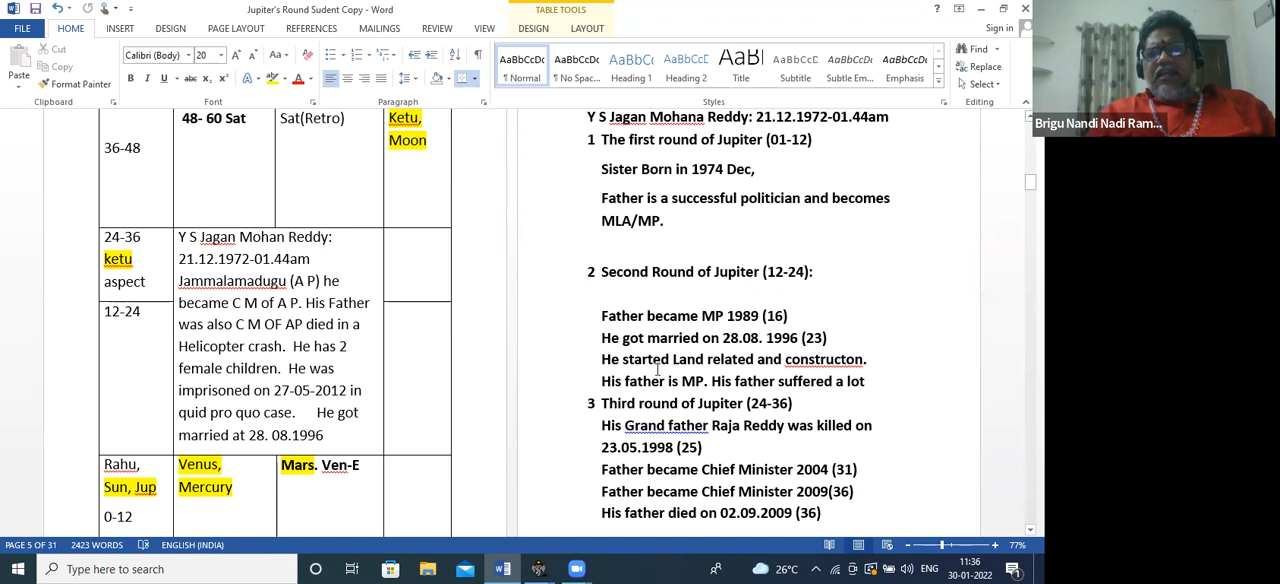 Jupiter's Round Sudent Copy - Word
TABLE TOOLS
Sign in
FILE HOME INSERT DESIGN PAGE LAYOUT REFERENCES MAILINGS REVIEW VIEW DESIGN LAYOUT
Paste
Cut
Copy
Format Painter
Calibri (Body) 20
AaBbCcDc AaBbCcDc AaBbCc AaBbCcD AaBl AaBbCcD AaBbCcDc AaBbCcDc
¶ Normal ¶ No Spac... Heading 1 Heading 2 Title Subtitle Subtle Em... Emphasis
Find
Replace
Select
Clipboard Font Paragraph Styles Editing
Brigu Nandi Nadi Ram...
36-48
48- 60 Sat
Sat(Retro)
Ketu,
Moon
24-36
ketu
aspect
12-24
Y S Jagan Mohan Reddy:
21.12.1972-01.44am
Jammalamadugu (A P) he
became C M of A P. His Father
was also C M OF AP died in a
Helicopter crash. He has 2
female children. He was
imprisoned on 27-05-2012 in
quid pro quo case. He got
married at 28. 08.1996
Rahu,
Sun, Jup
0-12
Venus,
Mercury
Mars. Ven-E
Y S Jagan Mohana Reddy: 21.12.1972-01.44am
1 The first round of Jupiter (01-12)
Sister Born in 1974 Dec,
Father is a successful politician and becomes
MLA/MP.
2 Second Round of Jupiter (12-24):
Father became MP 1989 (16)
He got married on 28.08. 1996 (23)
He started Land related and constructon.
His father is MP. His father suffered a lot
3 Third round of Jupiter (24-36)
His Grand father Raja Reddy was killed on
23.05.1998 (25)
Father became Chief Minister 2004 (31)
Father became Chief Minister 2009(36)
His father died on 02.09.2009 (36)
PAGE 5 OF 31 2423 WORDS ENGLISH (INDIA) 77%
Type here to search
26°C ENG 11:36
30-01-2022